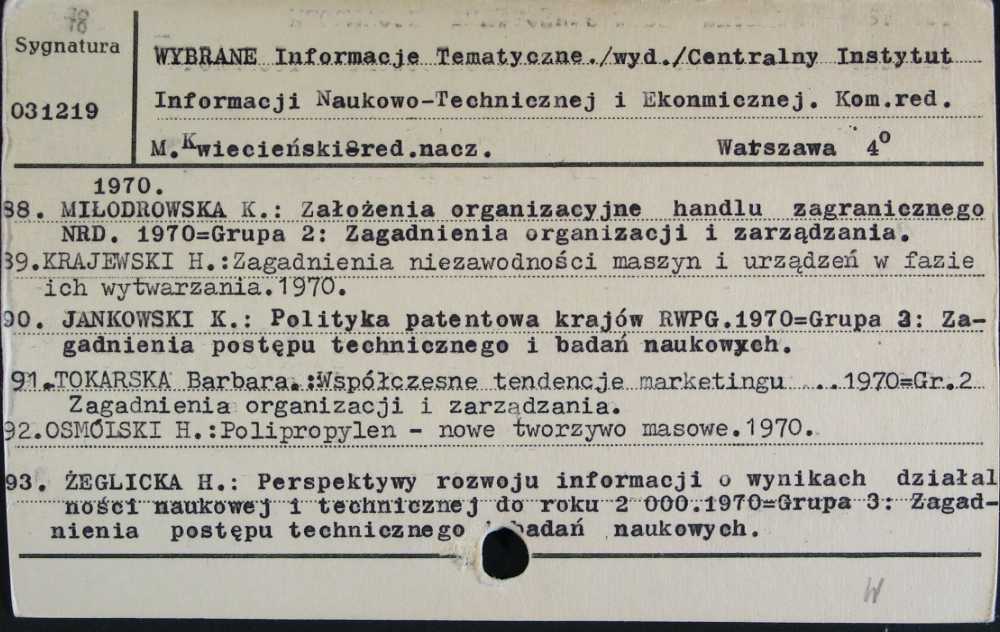 78
Sygnatura
WYBRANE Informacje Tematyczne./wyd./Centralny Instytut
031219
Informacji Naukowo-Technicznej i Ekonmicznej. Kom.red.
M.Kwiecieński red.nacz. Warszawa 4º
1970.
88. MIŁODROWSKA K.: Założenia organizacyjne handlu zagranicznego
NRD. 1970=Grupa 2: Zagadnienia organizacji i zarządzania.
89.KRAJEWSKI H.:Zagadnienia niezawodności maszyn i urządzeń w fazie
ich wytwarzania.1970.
90. JANKOWSKI K.: Polityka patentowa krajów RWPG.1970=Grupa 3: Za-
gadnienia postępu technicznego i badań naukowych.
91.TOKARSKA Barbara.:Współczesne tendencje marketingu ...1970=Gr.2
Zagadnienia organizacji i zarządzania.
92.OSMÓLSKI H.:Polipropylen - nowe tworzywo masowe.1970.
93. ŻEGLICKA H.: Perspektywy rozwoju informacji o wynikach działal
ności naukowej i technicznej do roku 2 000.1970=Grupa 3: Zagad-
nienia postępu technicznego badań naukowych.
W